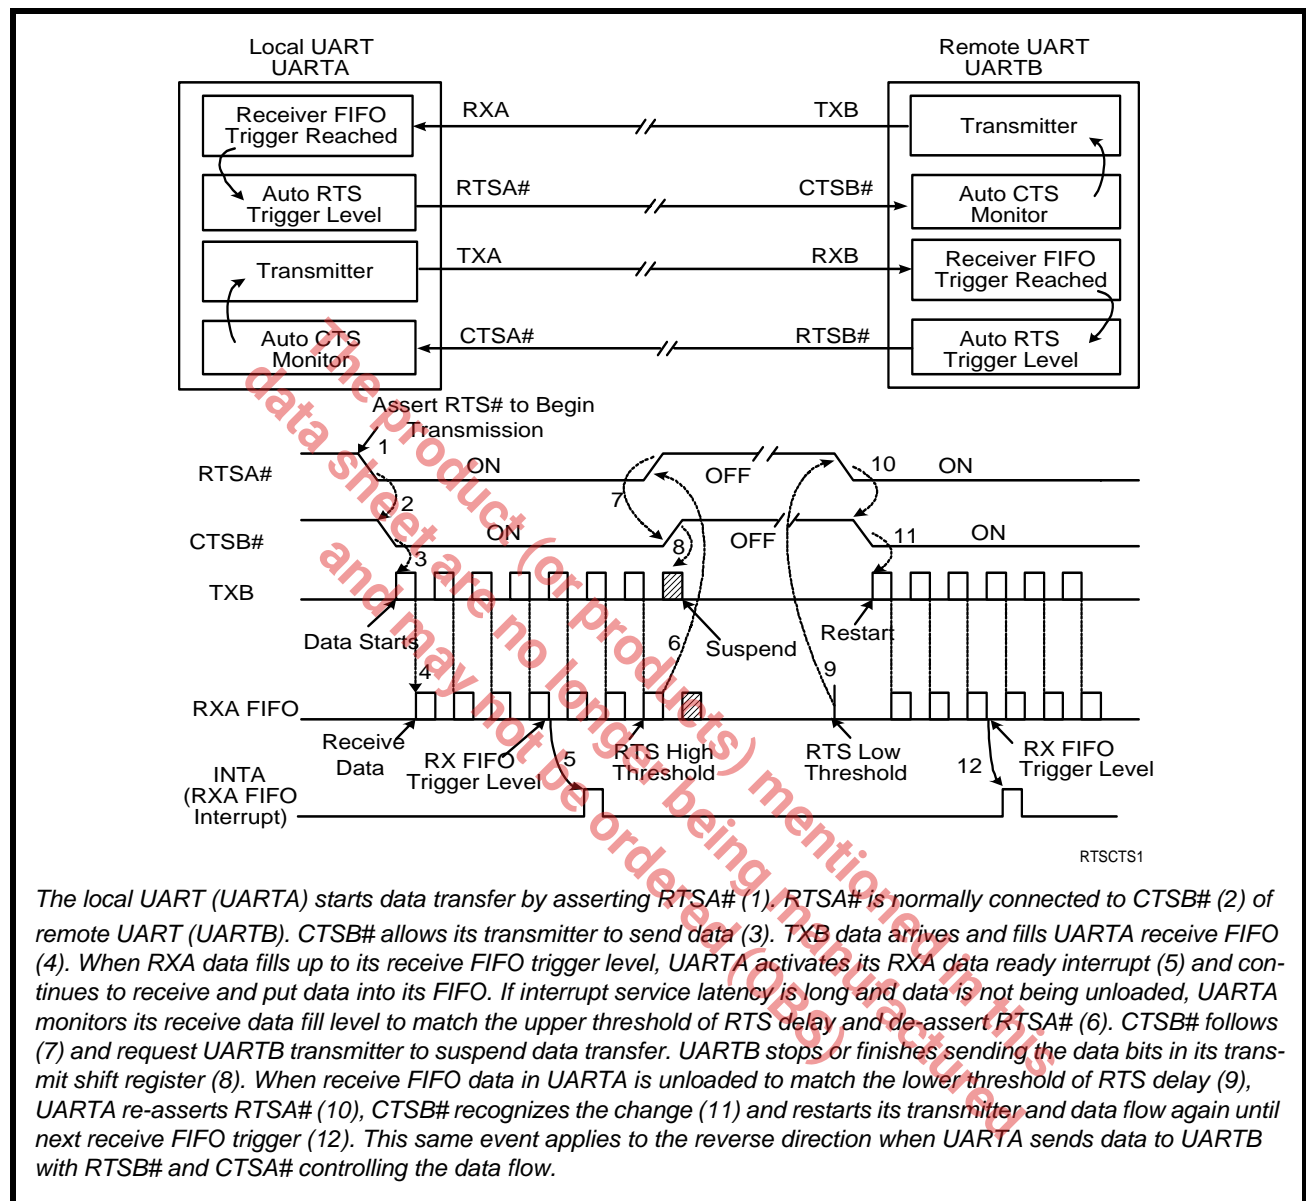 Local UART
UARTA
Remote UART
UARTB
Receiver FIFO
Trigger Reached
RXA
TXB
Transmitter
Auto RTS
Trigger Level
RTSA#
CTSB#
Auto CTS
Monitor
Transmitter
TXA
RXB
Receiver FIFO
Trigger Reached
Auto CTS
Monitor
CTSA#
RTSB#
Auto RTS
Trigger Level
Assert RTS# to Begin
Transmission
RTSA#
1
ON
7
OFF
10
ON
2
CTSB#
ON
8
OFF
11
ON
3
TXB
Data Starts
Suspend
Restart
4
6
9
RXA FIFO
Receive
Data
RX FIFO
Trigger Level
5
RTS High
Threshold
RTS Low
Threshold
12
RX FIFO
Trigger Level
INTA
(RXA FIFO
Interrupt)
RTSCTS1
The local UART (UARTA) starts data transfer by asserting RTSA# (1). RTSA# is normally connected to CTSB# (2) of
remote UART (UARTB). CTSB# allows its transmitter to send data (3). TXB data arrives and fills UARTA receive FIFO
(4). When RXA data fills up to its receive FIFO trigger level, UARTA activates its RXA data ready interrupt (5) and con-
tinues to receive and put data into its FIFO. If interrupt service latency is long and data is not being unloaded, UARTA
monitors its receive data fill level to match the upper threshold of RTS delay and de-assert RTSA# (6). CTSB# follows
(7) and request UARTB transmitter to suspend data transfer. UARTB stops or finishes sending the data bits in its trans-
mit shift register (8). When receive FIFO data in UARTA is unloaded to match the lower threshold of RTS delay (9),
UARTA re-asserts RTSA# (10), CTSB# recognizes the change (11) and restarts its transmitter and data flow again until
next receive FIFO trigger (12). This same event applies to the reverse direction when UARTA sends data to UARTB
with RTSB# and CTSA# controlling the data flow.
The product (or products) mentioned in this
data sheet are no longer being manufactured
and may not be ordered (OBS)